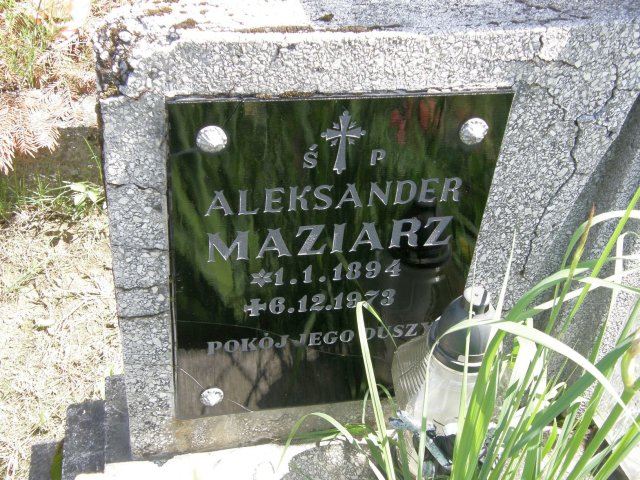 Ś P
ALEKSANDER
MAZIARZ
*1.1.1894
✝6.12.1973
POKÓJ JEGO DUSZY